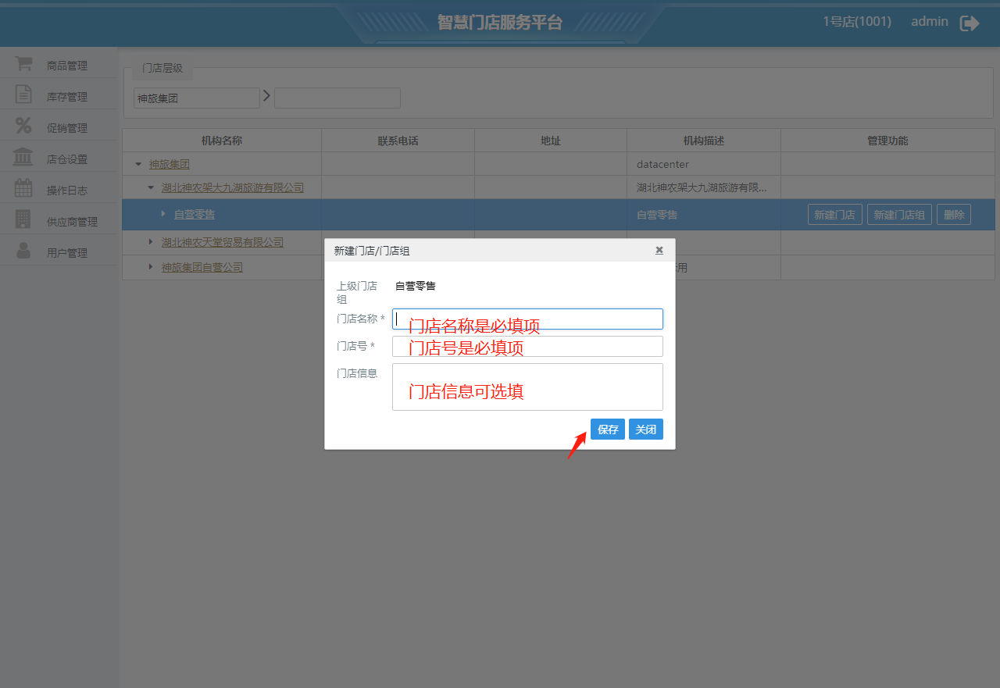 智慧门店服务平台
1号店(1001) admin
商品管理
库存管理
促销管理
店仓设置
操作日志
供应商管理
用户管理
门店层级
神旅集团
机构名称 联系电话 地址 机构描述 管理功能
神旅集团 datacenter
湖北神农架大九湖旅游有限公司 湖北神农架大九湖旅游有限...
自营零售 自营零售 新建门店 新建门店组 删除
湖北神农天堂贸易有限公司
神旅集团自营公司 用
新建门店/门店组
上级门店组 自营零售
门店名称 * 门店名称是必填项
门店号 * 门店号是必填项
门店信息 门店信息可选填
保存 关闭